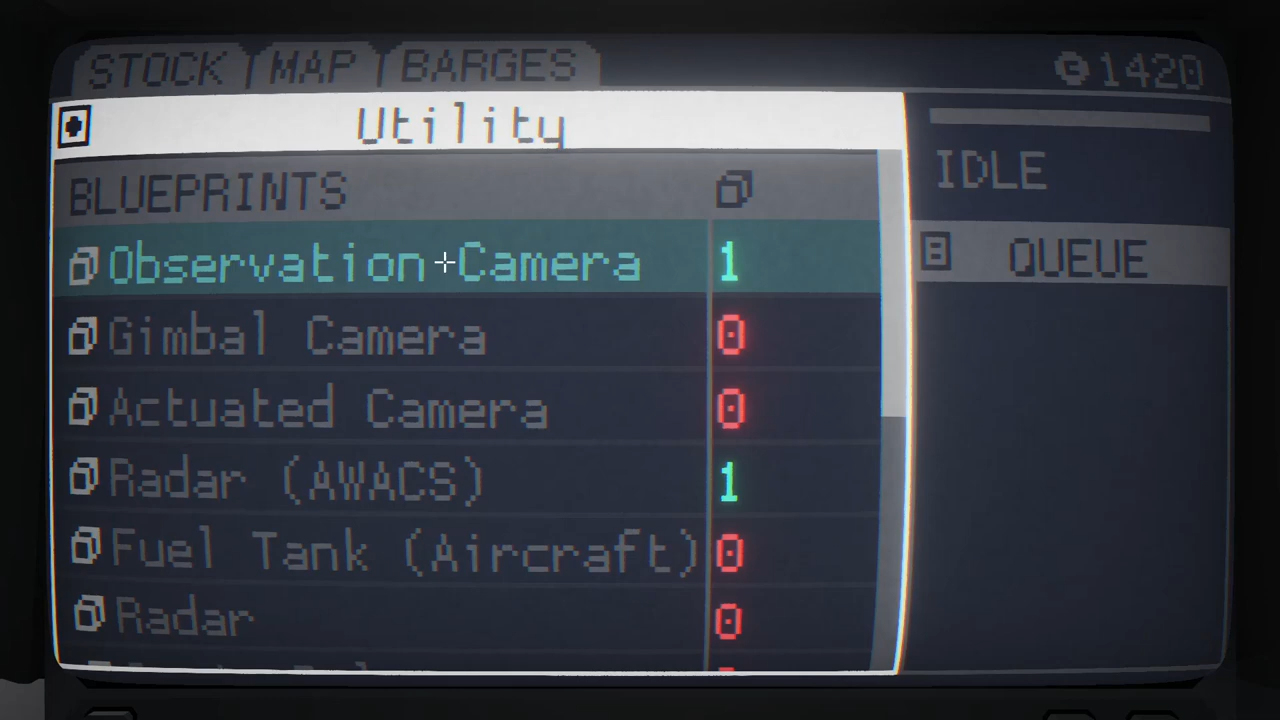 STOCK MAP BARGES 1420
Utility
IDLE
BLUEPRINTS
QUEUE
Observation Camera 1
Gimbal Camera 0
Actuated Camera 0
Radar (AWACS) 1
Fuel Tank (Aircraft) 0
Radar 0